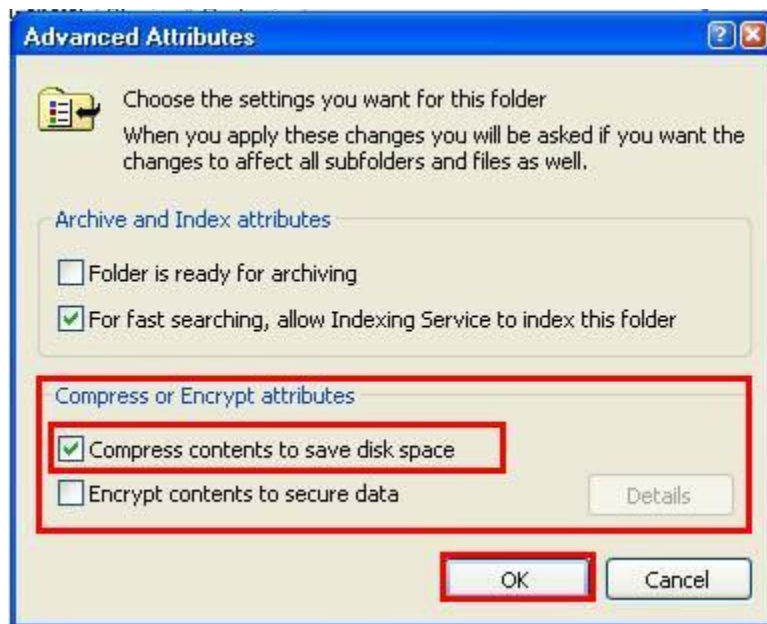 Advanced Attributes
Choose the settings you want for this folder
When you apply these changes you will be asked if you want the
changes to affect all subfolders and files as well.
Archive and Index attributes
Folder is ready for archiving
For fast searching, allow Indexing Service to index this folder
Compress or Encrypt attributes
Compress contents to save disk space
Encrypt contents to secure data
Details
OK
Cancel